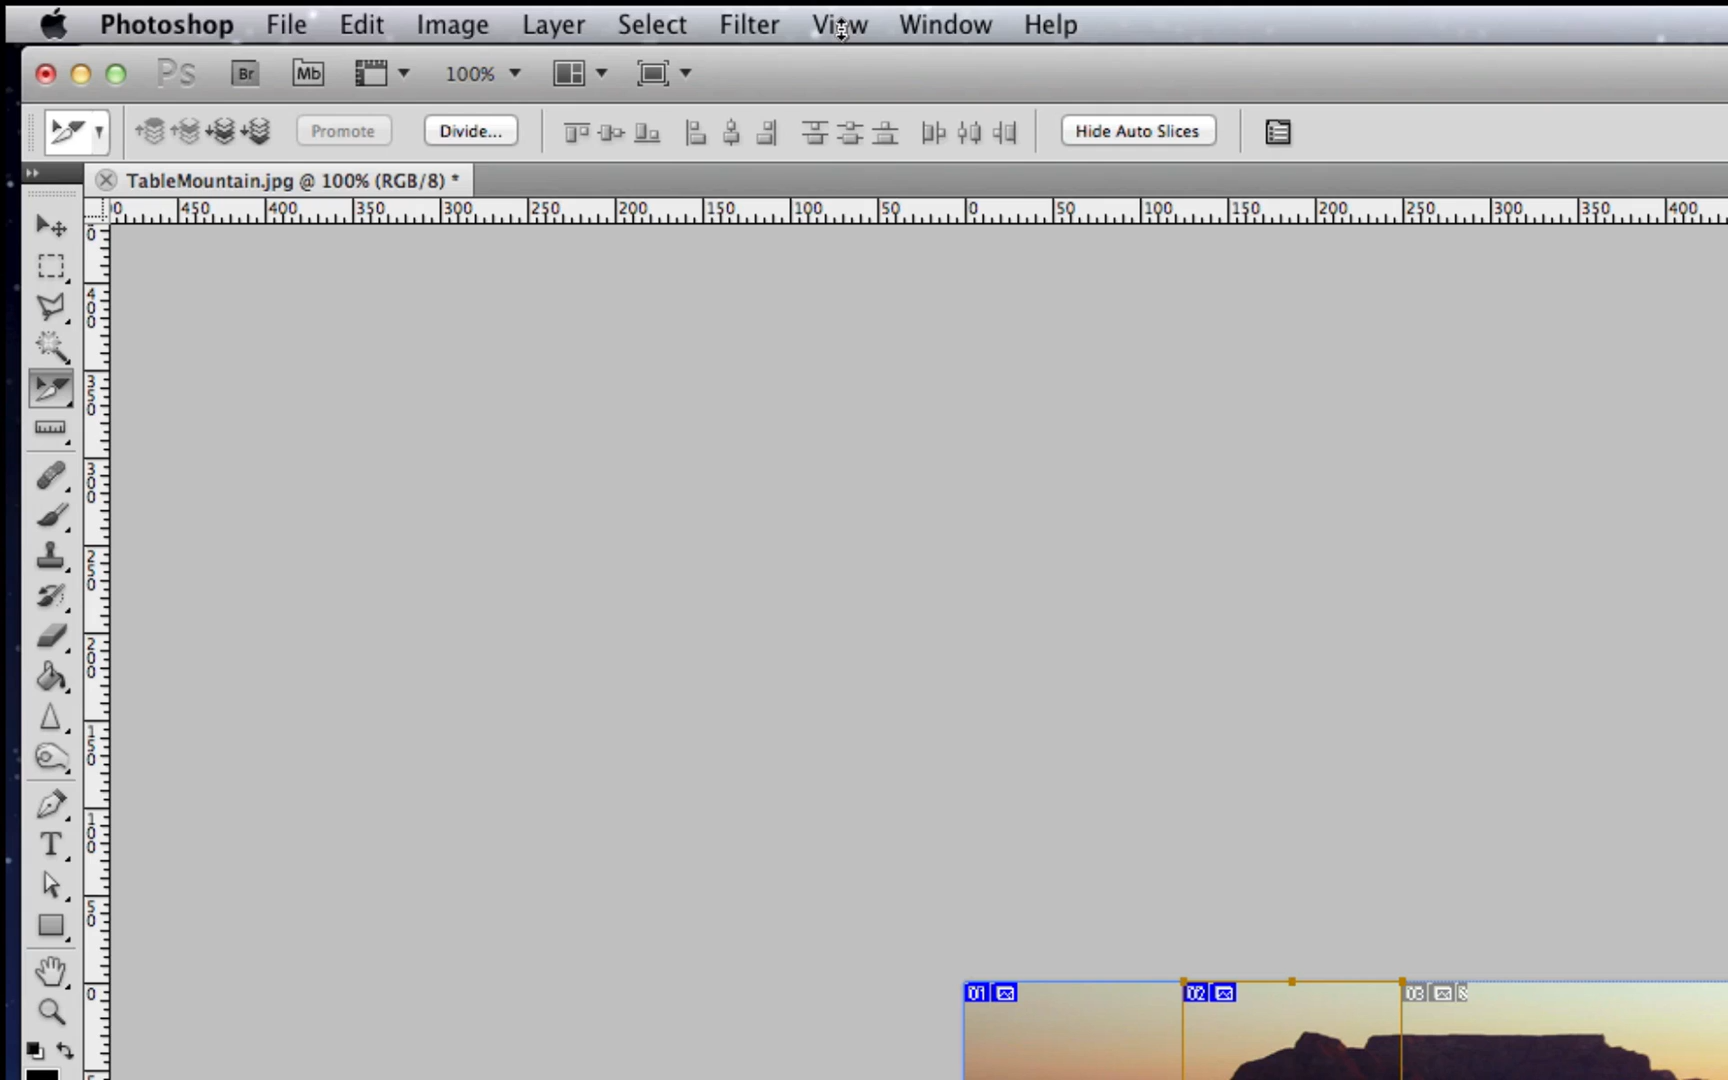 Photoshop File Edit Image Layer Select Filter View Window Help
Ps Br Mb 100%
Promote Divide... Hide Auto Slices
TableMountain.jpg @ 100% (RGB/8) *
0 450 400 350 300 250 200 150 100 50 0 50 100 150 200 250 300 350 400
0
400
350
300
250
200
150
100
50
0
5
T
01 02 03 8